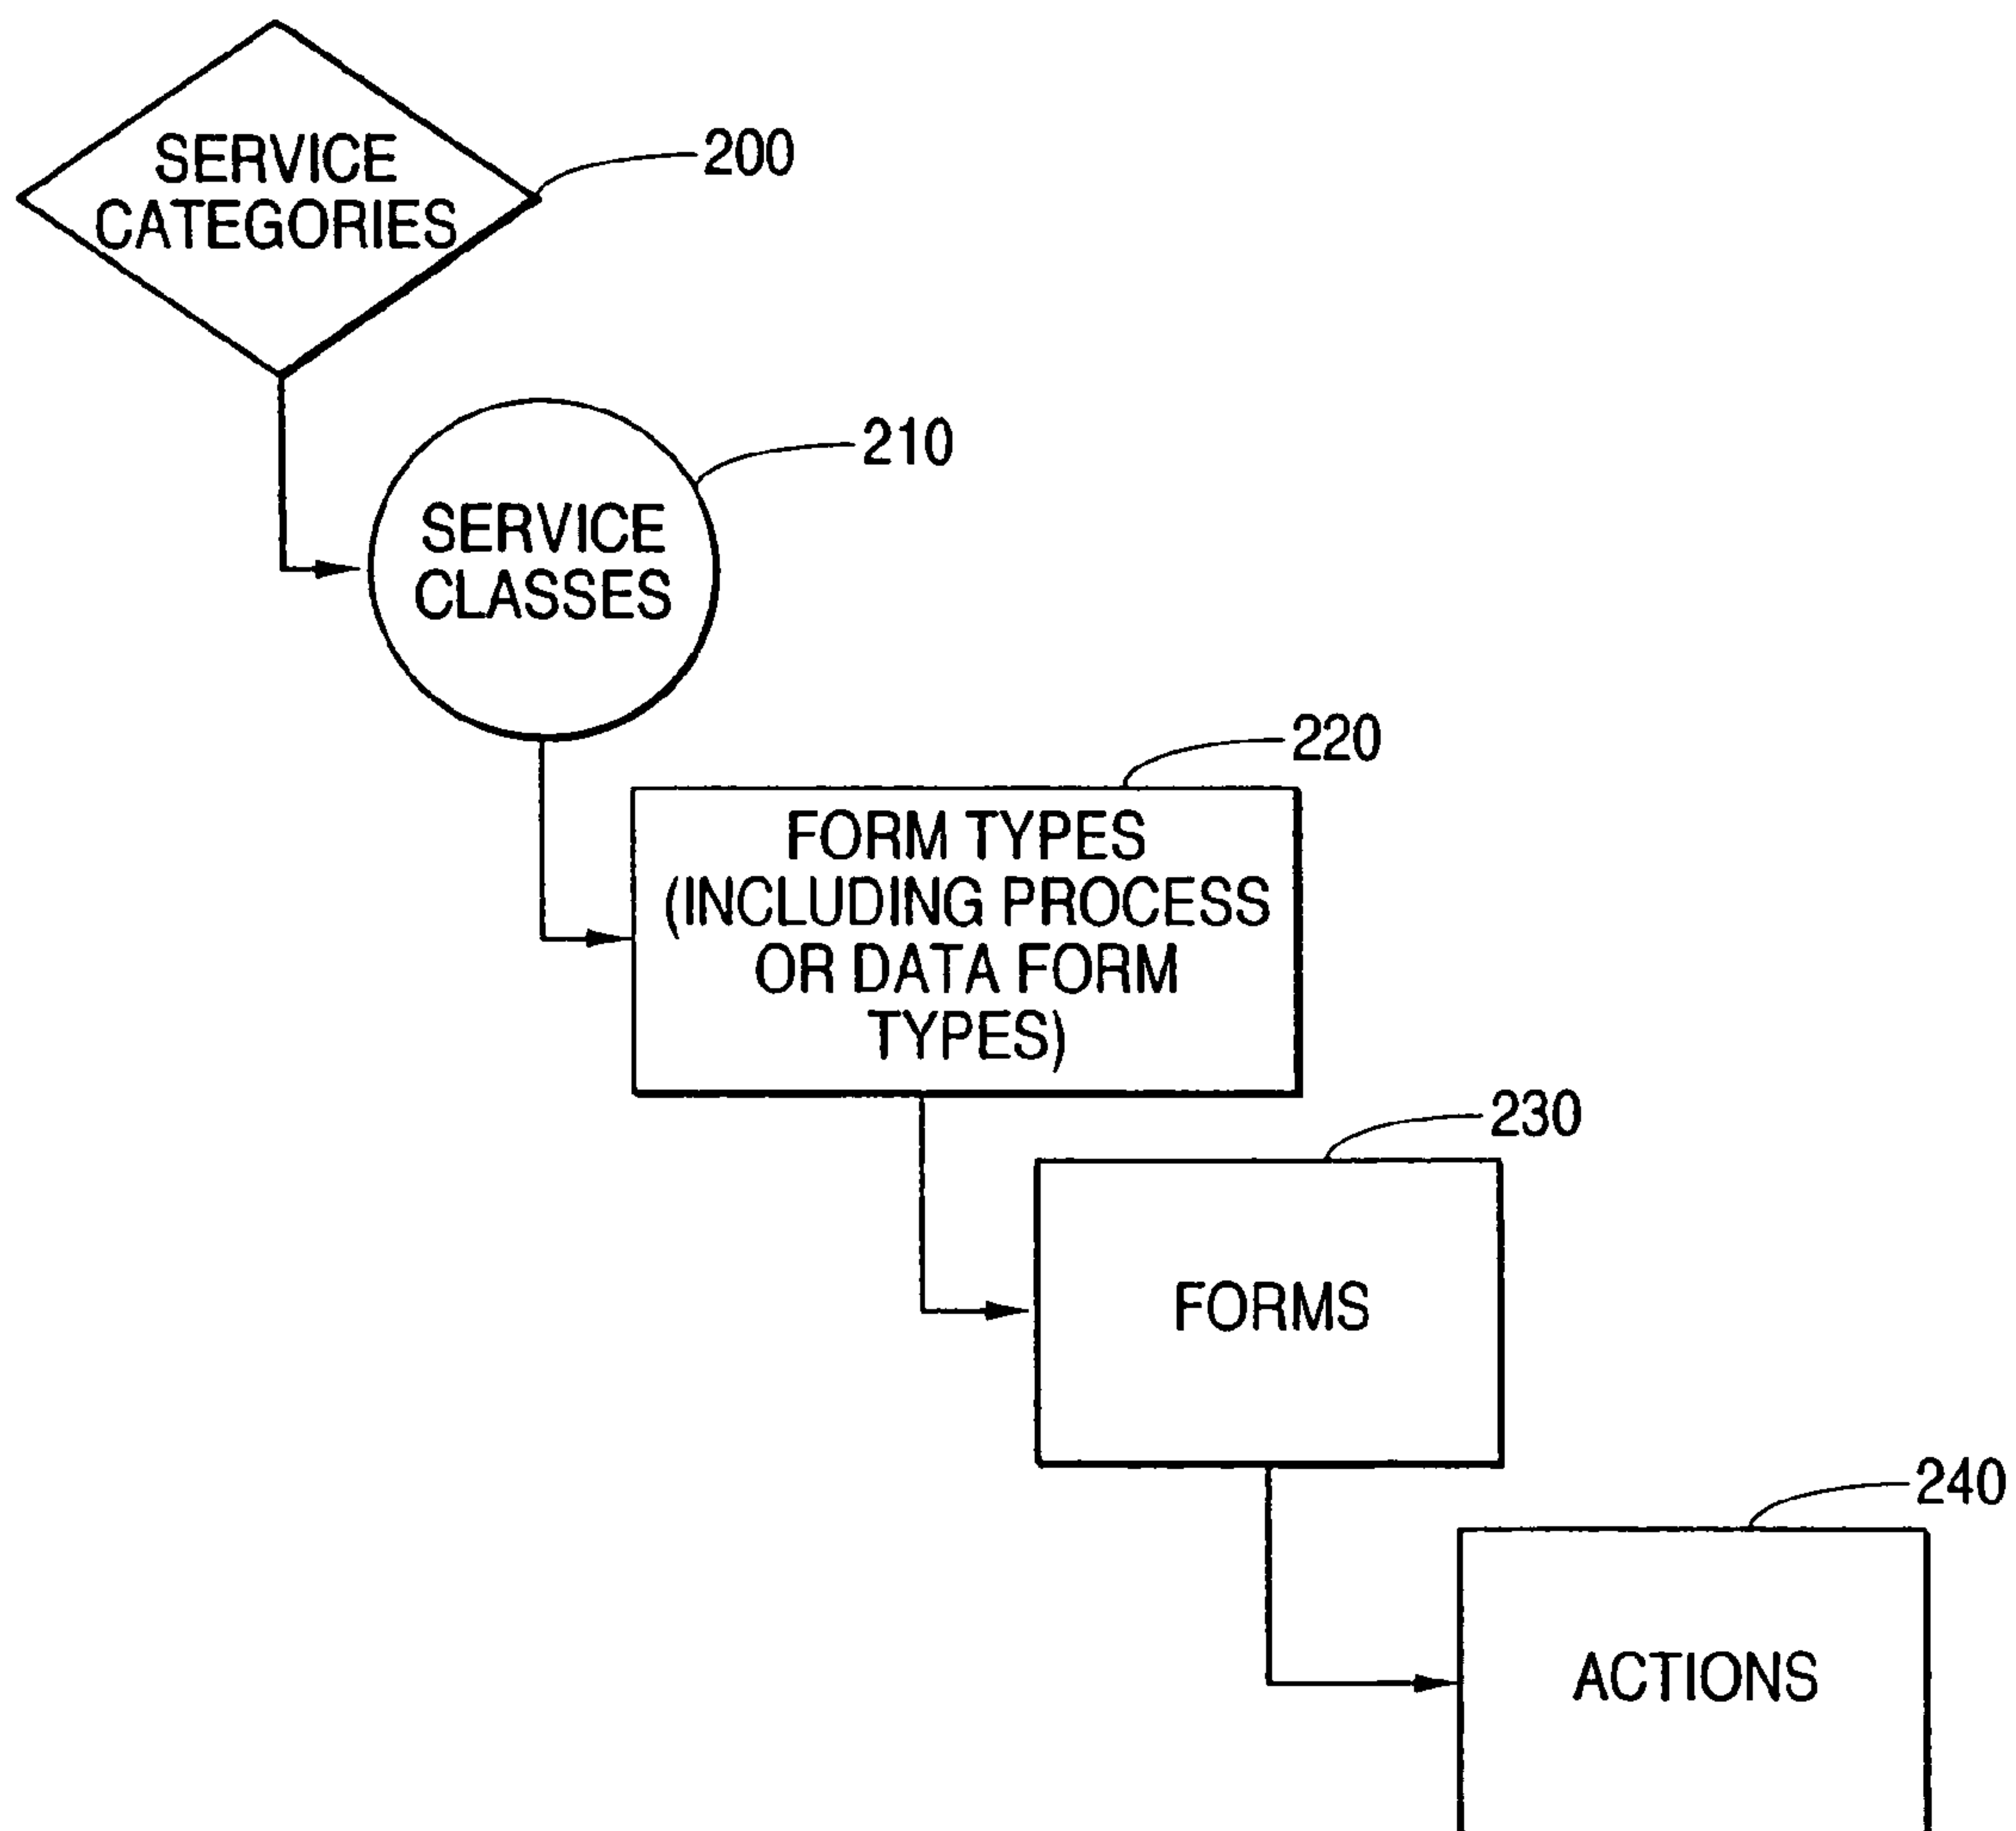 SERVICE
CATEGORIES
200
SERVICE
CLASSES
210
220
FORM TYPES
(INCLUDING PROCESS
OR DATA FORM
TYPES)
230
FORMS
240
ACTIONS